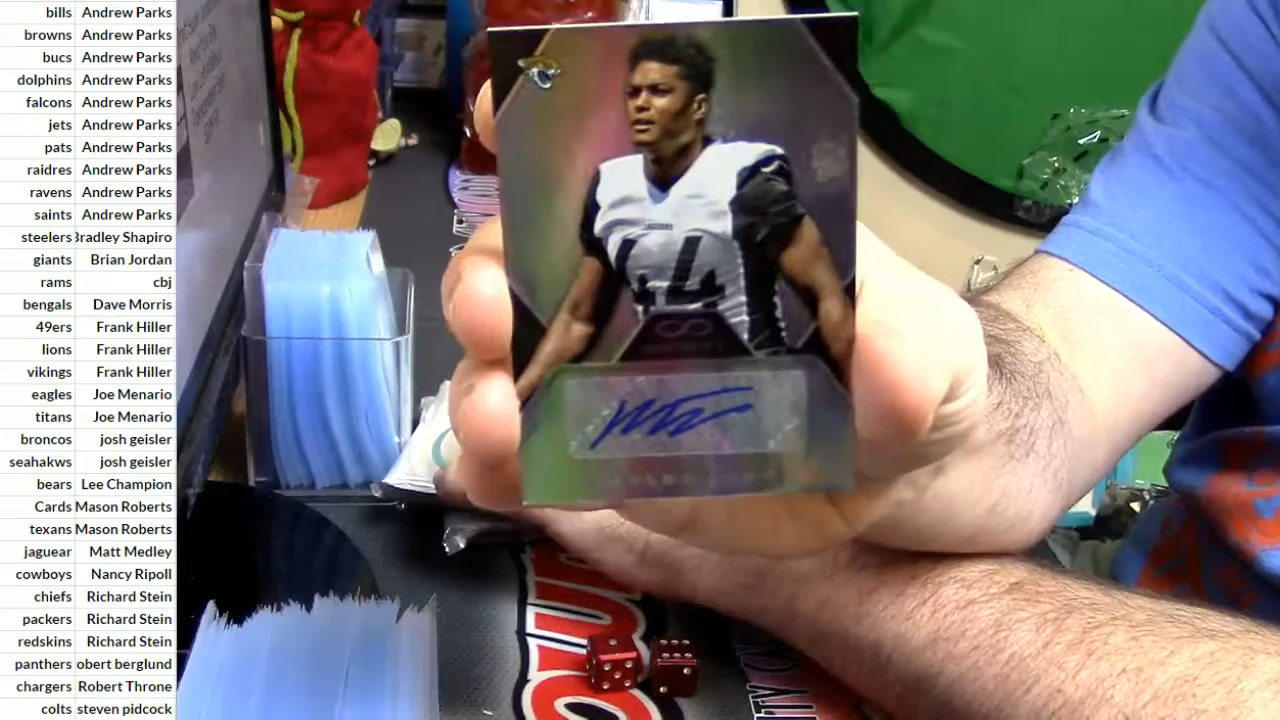 bills Andrew Parks
browns Andrew Parks
bucs Andrew Parks
dolphins Andrew Parks
falcons Andrew Parks
jets Andrew Parks
pats Andrew Parks
raidres Andrew Parks
ravens Andrew Parks
saints Andrew Parks
steelers Bradley Shapiro
giants Brian Jordan
rams cbj
bengals Dave Morris
49ers Frank Hiller
lions Frank Hiller
vikings Frank Hiller
eagles Joe Menario
titans Joe Menario
broncos josh geisler
seahakws josh geisler
bears Lee Champion
Cards Mason Roberts
texans Mason Roberts
jaguear Matt Medley
cowboys Nancy Ripoll
chiefs Richard Stein
packers Richard Stein
redskins Richard Stein
panthers obert berglund
chargers Robert Throne
colts steven pidcock
JAGUARS
44